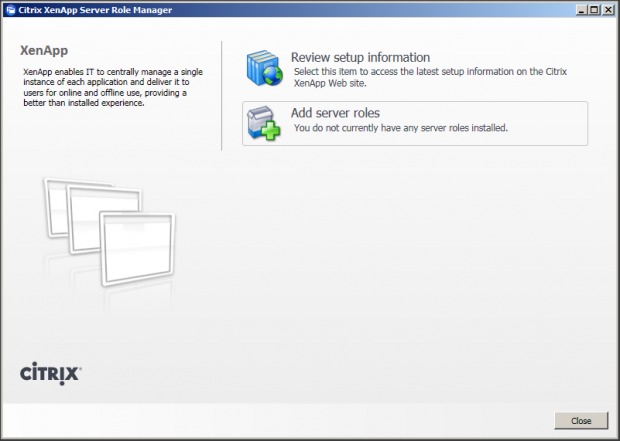 Citrix XenApp Server Role Manager
XenApp
XenApp enables IT to centrally manage a single
instance of each application and deliver it to
users for online and offline use, providing a
better than installed experience.
Review setup information
Select this item to access the latest setup information on the Citrix
XenApp Web site.
Add server roles
You do not currently have any server roles installed.
CITRIX
Close